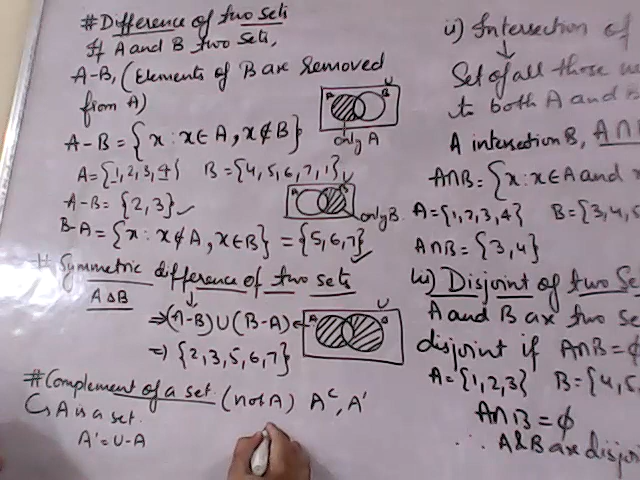 # Difference of two sets
If A and B two sets,
A-B, (Elements of B are removed
from A)
A-B = {x : x∈A, x∉B}
A={1,2,3,4} B={4,5,6,7,1}
A-B= {2,3}
B-A={x: x∉A, x∈B} = {5,6,7}
U
A B
only A
U
A
only B.
# Symmetric difference of two sets
A△B
⇒(A-B)∪(B-A)
⇒ {2,3,5,6,7}
U
A B
# Complement of a set. (not A) Aᶜ, A'
↳ A is a set.
A'=U-A
ii) Intersection of
Set of all those
to both A and
A intersection B, A∩
A∩B={x:x∈A and
A={1,2,3,4} B={3,4,5
A∩B={3,4}
iii) Disjoint of two Se
A and B are two se
disjoint if A∩B=ϕ
A={1,2,3} B={4,5
A∩B=ϕ
∴ A&B are disjoi